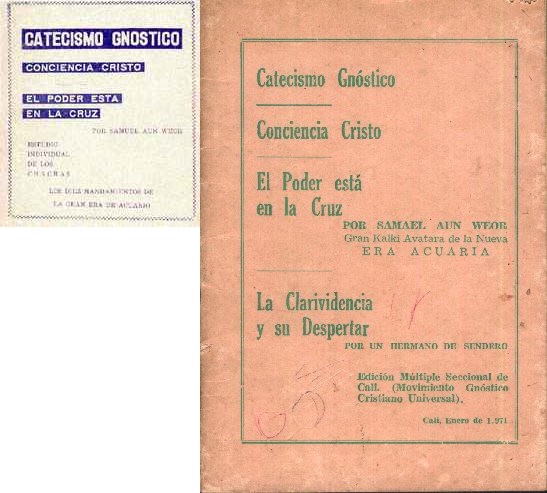 CATECISMO GNOSTICO
CONCIENCIA CRISTO
EL PODER ESTA
EN LA CRUZ
POR SAMUEL AUN WEOR
ESTUDIO
INDIVIDUAL
DE LOS
CHACRAS
LOS DIEZ MANDAMIENTOS DE
LA GRAN ERA DE ACUARIO
Catecismo Gnóstico
Conciencia Cristo
El Poder está
en la Cruz
POR SAMAEL AUN WEOR
Gran Kalki Avatara de la Nueva
ERA ACUARIA
La Clarividencia
y su Despertar
POR UN HERMANO DE SENDERO
Edición Múltiple Seccional de
Cali. (Movimiento Gnóstico
Cristiano Universal).
Cali, Enero de 1.971